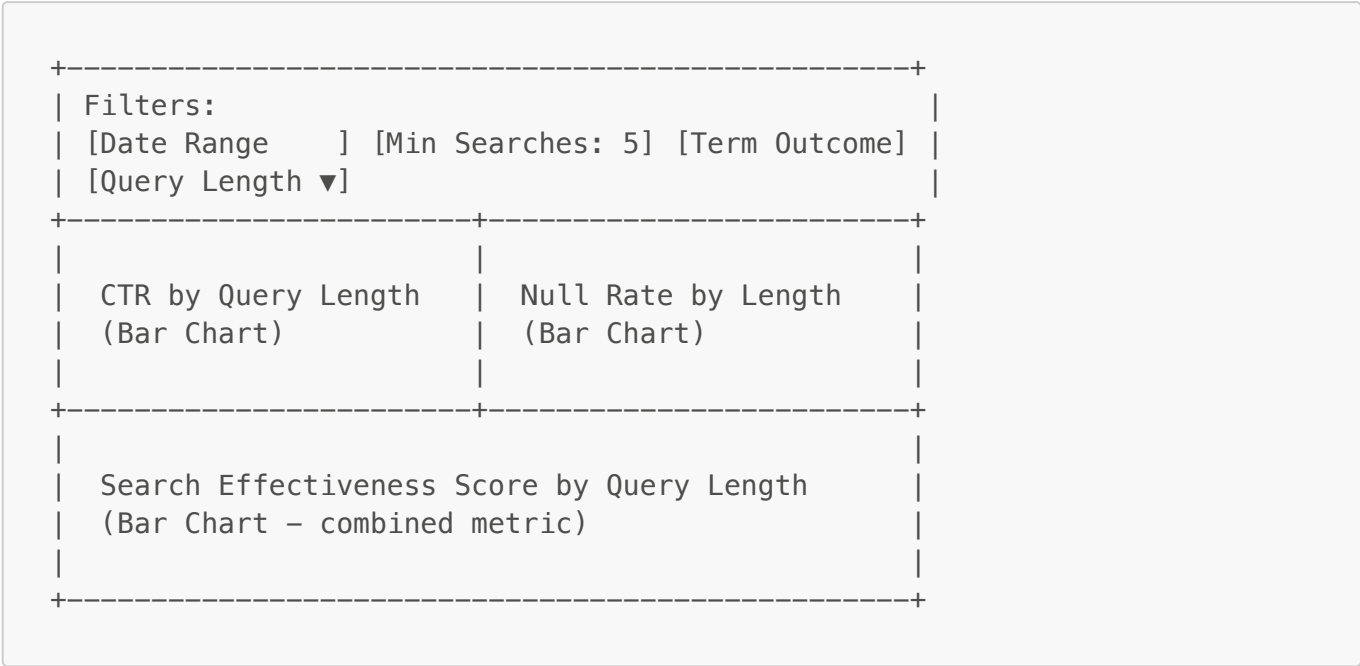 Filters:
[Date Range    ] [Min Searches: 5] [Term Outcome]
[Query Length ▼]
CTR by Query Length
Null Rate by Length
(Bar Chart)
(Bar Chart)
Search Effectiveness Score by Query Length
(Bar Chart – combined metric)